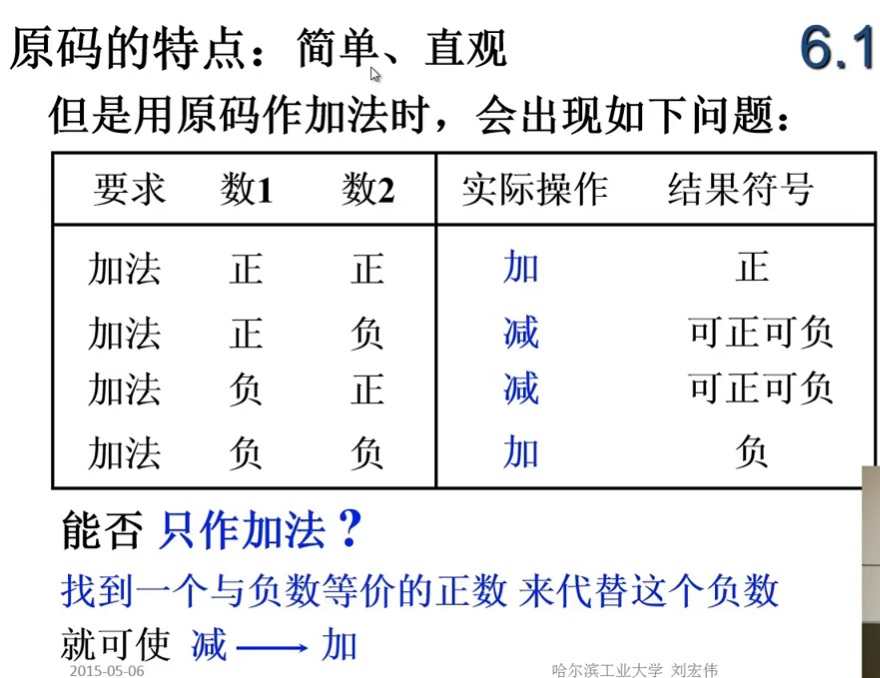 原码的特点：简单、直观 6.1
但是用原码作加法时，会出现如下问题：
要求 数1 数2 实际操作 结果符号
加法 正 正 加 正
加法 正 负 减 可正可负
加法 负 正 减 可正可负
加法 负 负 加 负
能否 只作加法？
找到一个与负数等价的正数 来代替这个负数
就可使 减 → 加
2015-05-06 哈尔滨工业大学 刘宏伟